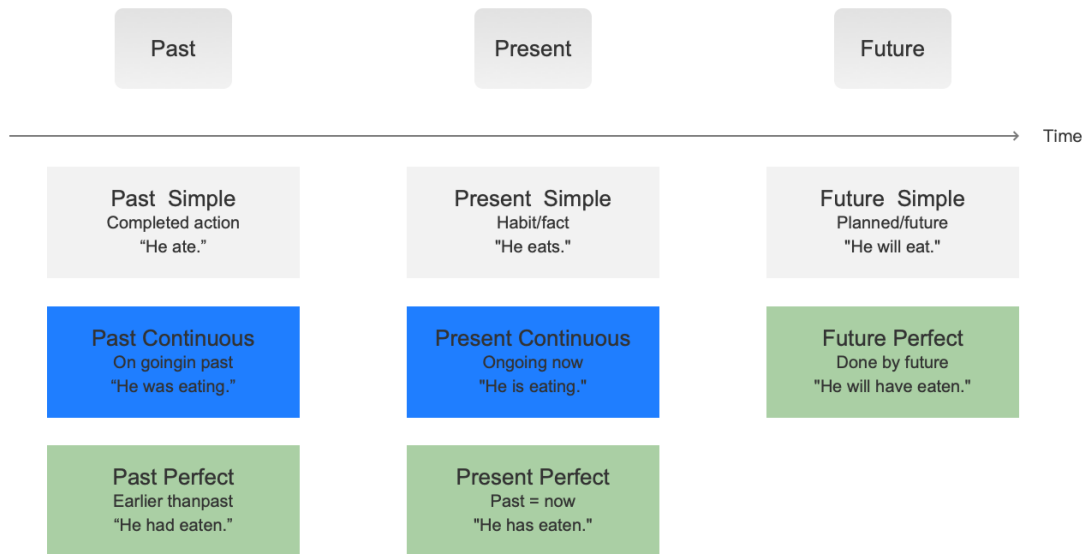 Past
Present
Future
Time
Past  Simple
Completed action
“He ate.”
Present  Simple
Habit/fact
"He eats."
Future  Simple
Planned/future
"He will eat."
Past Continuous
On goingin past
“He was eating.”
Present Continuous
Ongoing now
"He is eating."
Future Perfect
Done by future
"He will have eaten."
Past Perfect
Earlier thanpast
“He had eaten.”
Present Perfect
Past = now
"He has eaten."